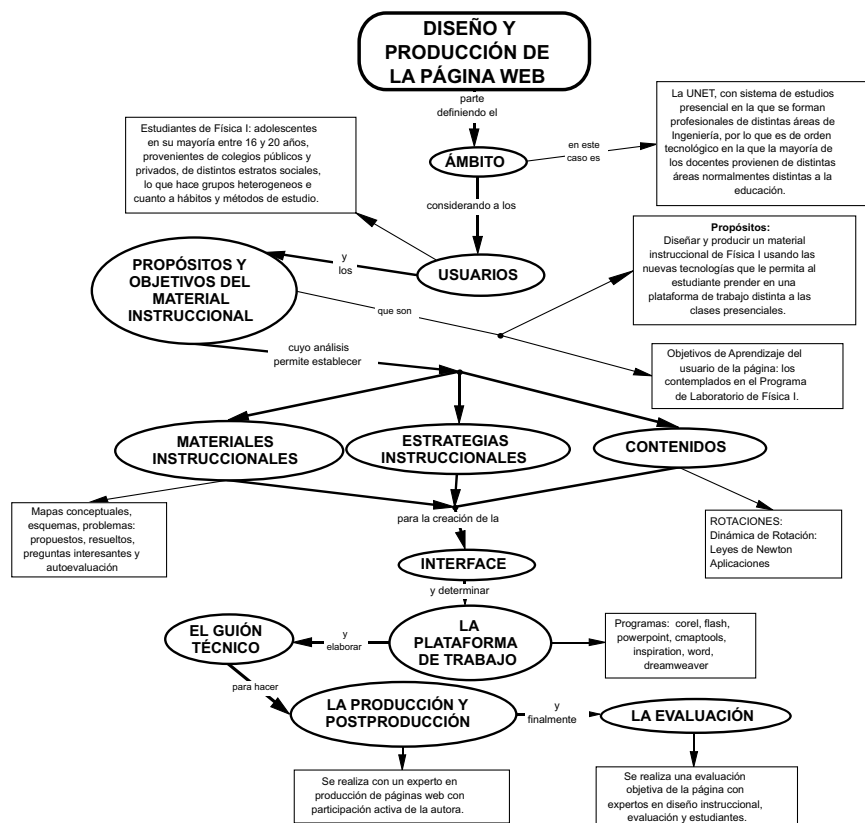 DISEÑO Y
PRODUCCIÓN DE
LA PÁGINA WEB
parte
definiendo el
La UNET, con sistema de estudios
presencial en la que se forman
profesionales de distintas áreas de
Ingeniería, por lo que es de orden
tecnológico en la que la mayoría de
los docentes provienen de distintas
áreas normalmentes distintas a la
educación.
Estudiantes de Física I: adolescentes
en su mayoría entre 16 y 20 años,
provenientes de colegios públicos y
privados, de distintos estratos sociales,
lo que hace grupos heterogeneos e
cuanto a hábitos y métodos de estudio.
en este
caso es
ÁMBITO
considerando a los
Propósitos:
Diseñar y producir un material
instruccional de Física I usando las
nuevas tecnologías que le permita al
estudiante prender en una
plataforma de trabajo distinta a las
clases presenciales.
y
los
USUARIOS
PROPÓSITOS Y
OBJETIVOS DEL
MATERIAL
INSTRUCCIONAL
que son
cuyo análisis
permite establecer
Objetivos de Aprendizaje del
usuario de la página: los
contemplados en el Programa
de Laboratorio de Física I.
MATERIALES
INSTRUCCIONALES
ESTRATEGIAS
INSTRUCCIONALES
CONTENIDOS
Mapas conceptuales,
esquemas, problemas:
propuestos, resueltos,
preguntas interesantes y
autoevaluación
para la creación de la
ROTACIONES:
Dinámica de Rotación:
Leyes de Newton
Aplicaciones
INTERFACE
y determinar
EL GUIÓN
TÉCNICO
y
elaborar
LA
PLATAFORMA
DE TRABAJO
Programas: corel, flash,
powerpoint, cmaptools,
inspiration, word,
dreamweaver
para hacer
LA PRODUCCIÓN Y
POSTPRODUCCIÓN
y
finalmente
LA EVALUACIÓN
Se realiza con un experto en
producción de páginas web con
participación activa de la autora.
Se realiza una evaluación
objetiva de la página con
expertos en diseño instruccional,
evaluación y estudiantes.